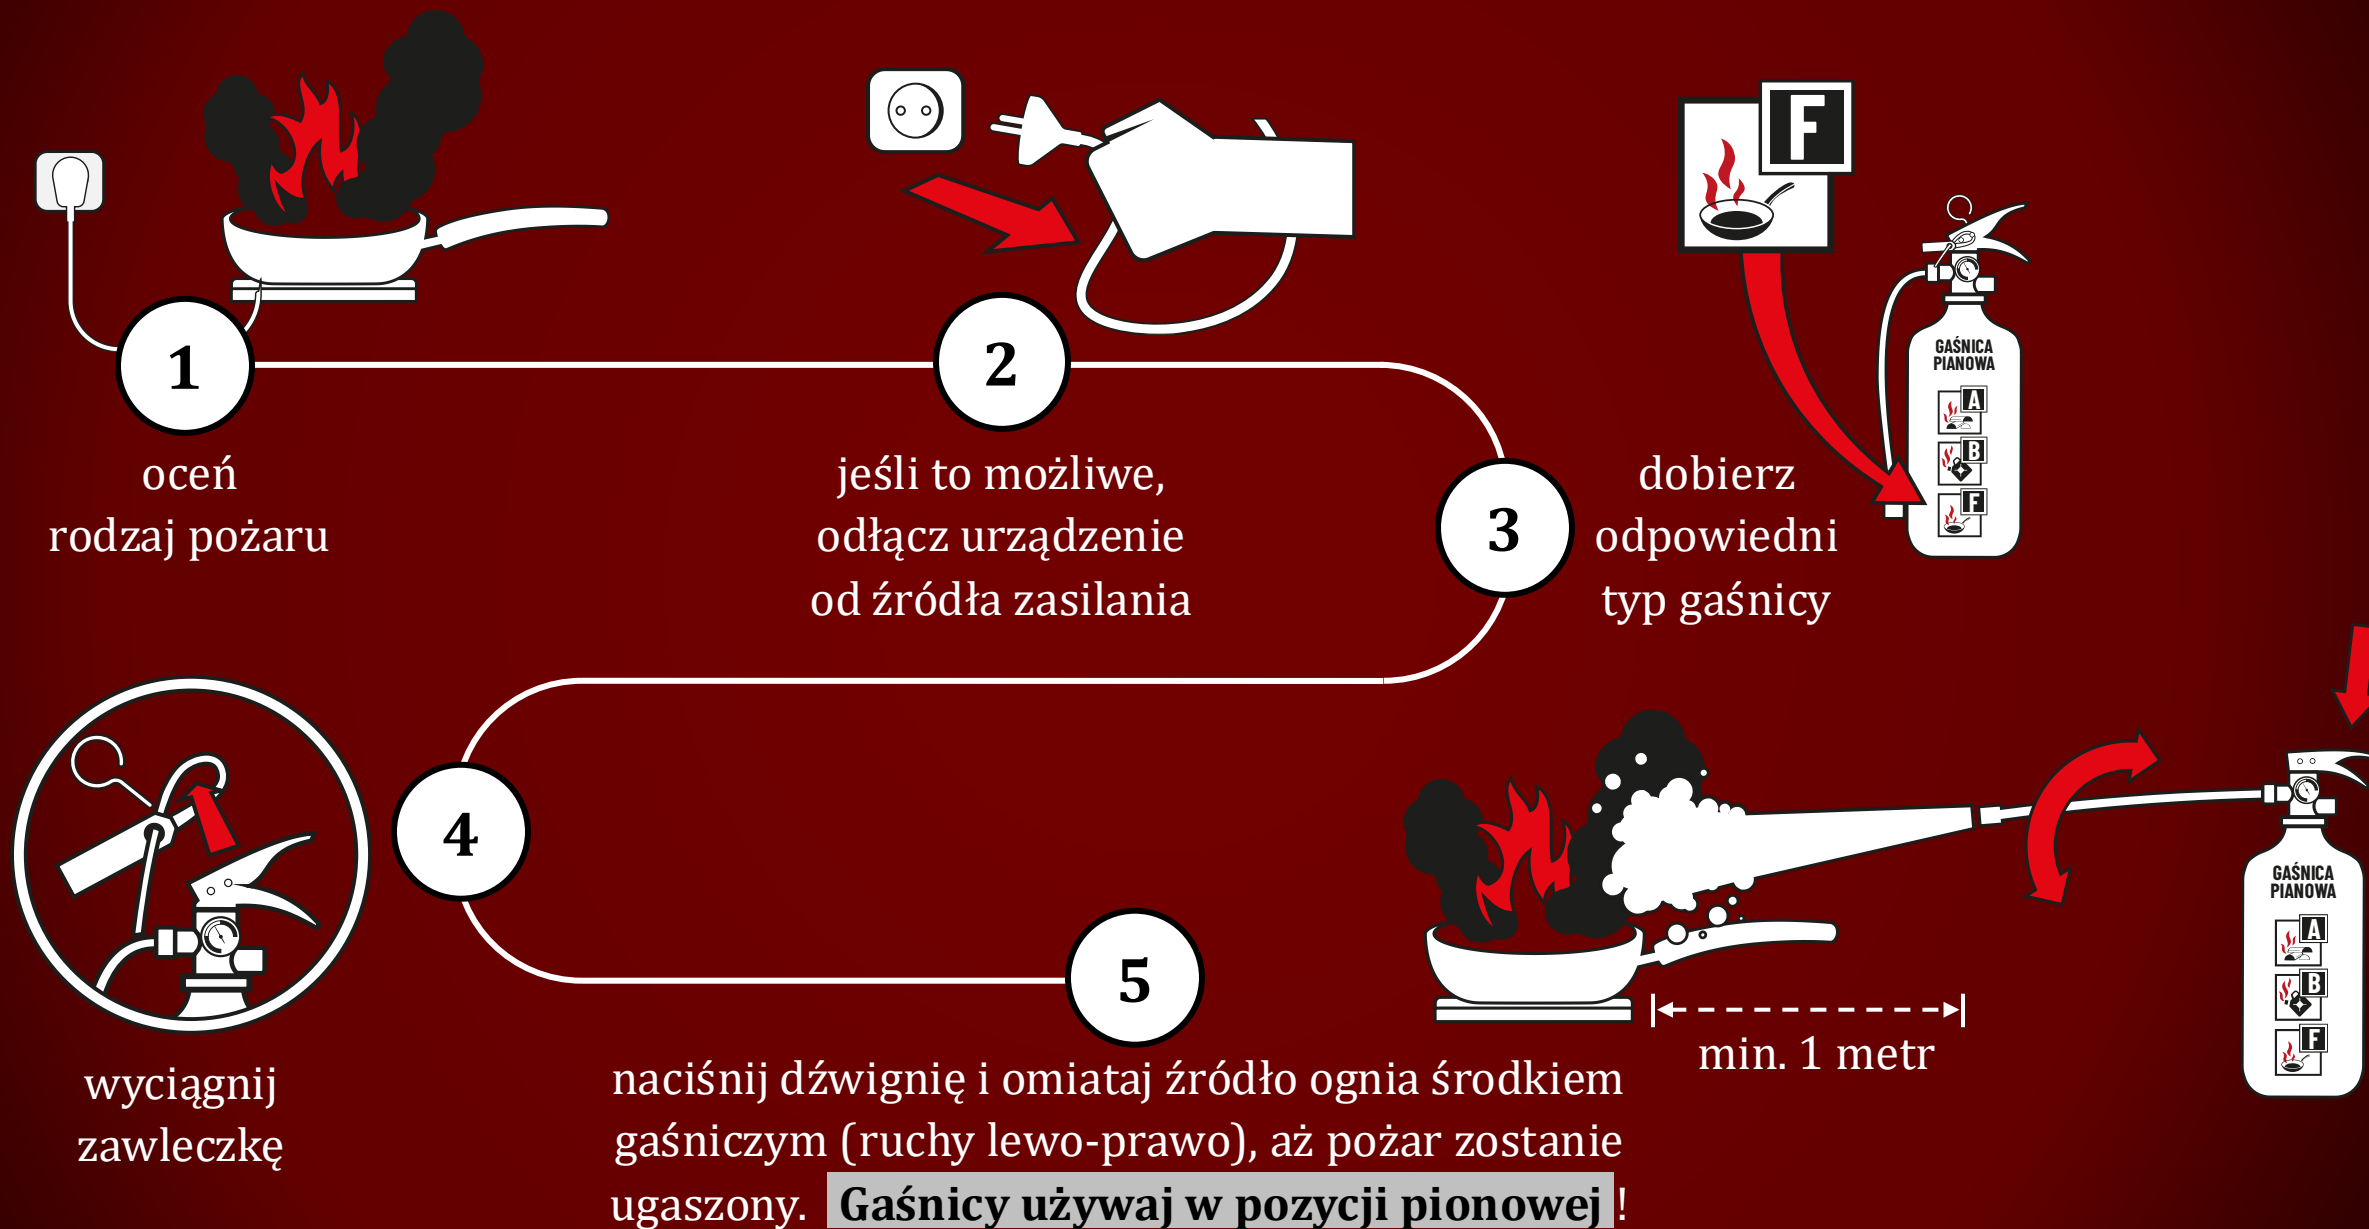 1
oceń
rodzaj pożaru
2
jeśli to możliwe,
odłącz urządzenie
od źródła zasilania
3
dobierz
odpowiedni
typ gaśnicy
F
GAŚNICA
PIANOWA
A
B
F
4
wyciągnij
zawleczkę
5
naciśnij dźwignię i omiataj źródło ognia środkiem
gaśniczym (ruchy lewo-prawo), aż pożar zostanie
ugaszony. Gaśnicy używaj w pozycji pionowej !
min. 1 metr
GAŚNICA
PIANOWA
A
B
F